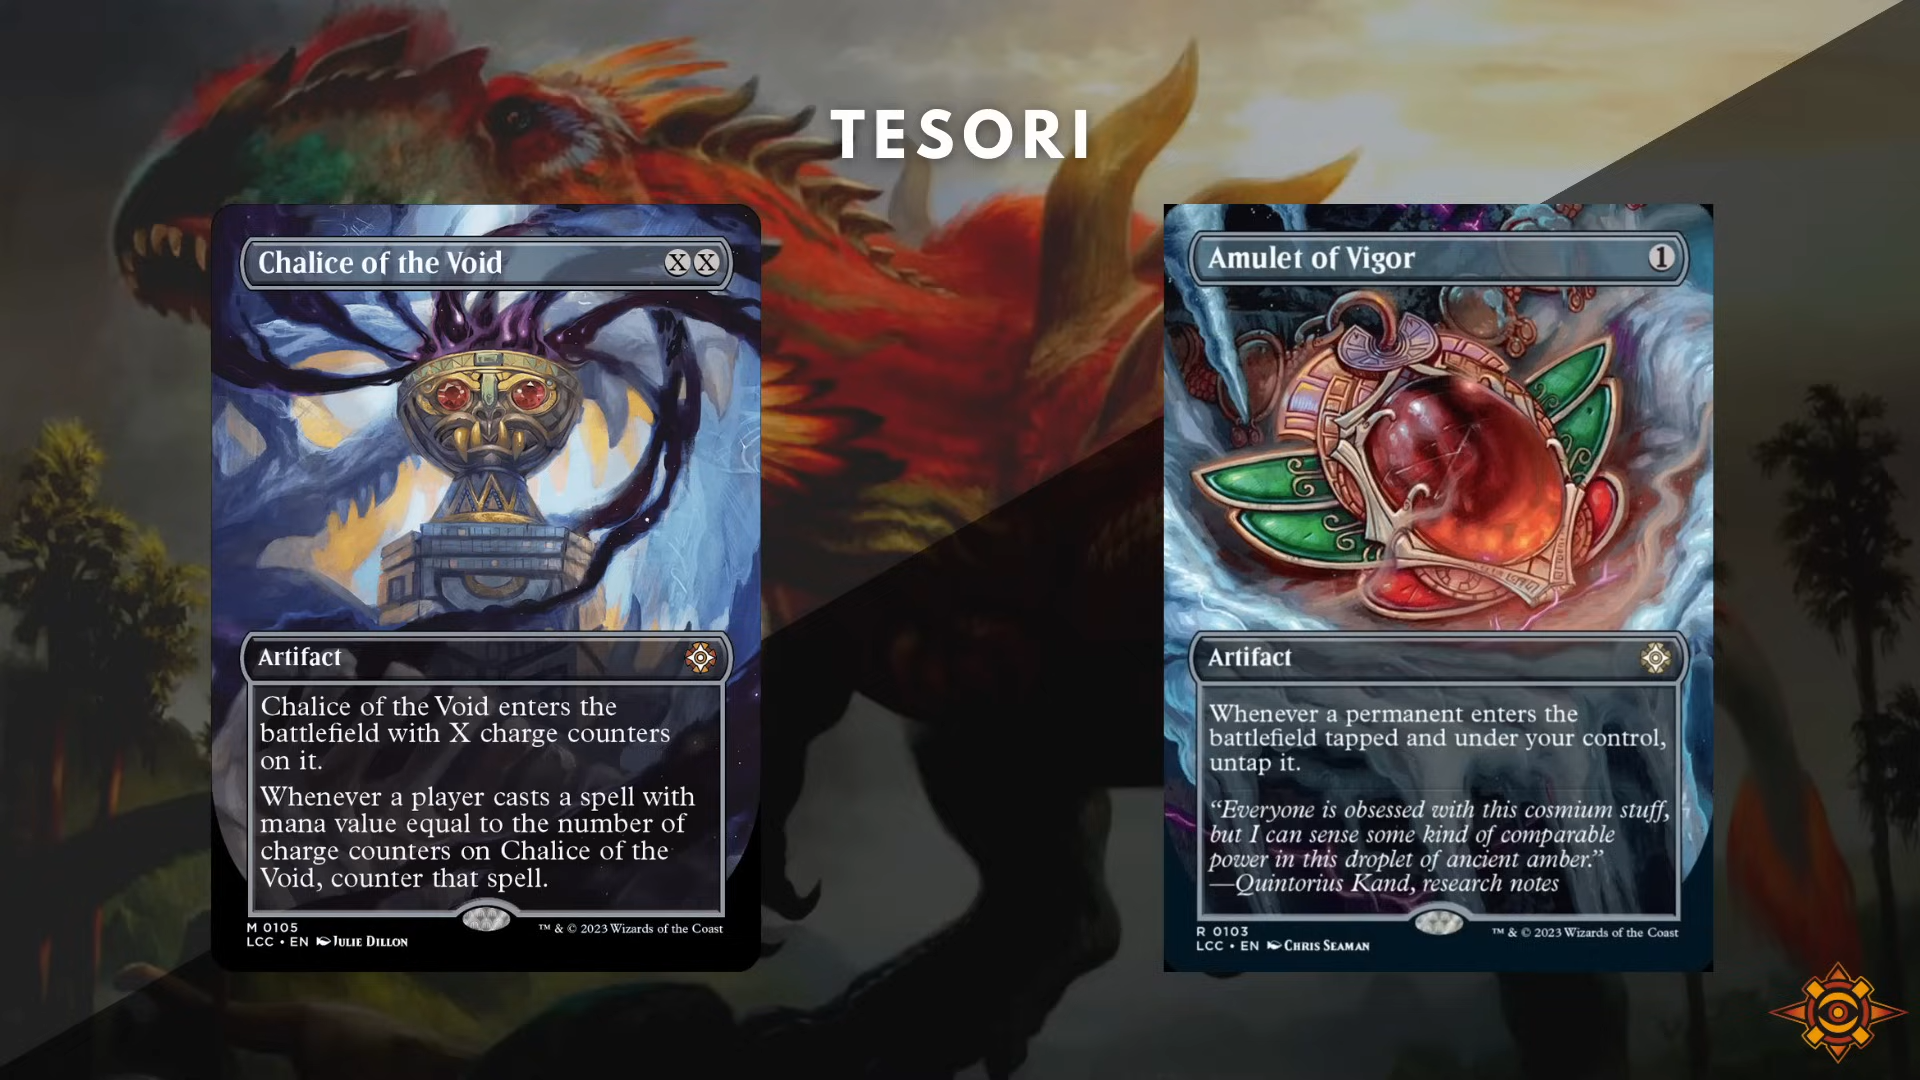 TESORI
Chalice of the Void XX
Artifact
Chalice of the Void enters the
battlefield with X charge counters
on it.
Whenever a player casts a spell with
mana value equal to the number of
charge counters on Chalice of the
Void, counter that spell.
M 0105
LCC • EN JULIE DILLON
™ & © 2023 Wizards of the Coast
Amulet of Vigor 1
Artifact
Whenever a permanent enters the
battlefield tapped and under your control,
untap it.
“Everyone is obsessed with this cosmium stuff,
but I can sense some kind of comparable
power in this droplet of ancient amber.”
—Quintorius Kand, research notes
R 0103
LCC • EN CHRIS SEAMAN
™ & © 2023 Wizards of the Coast